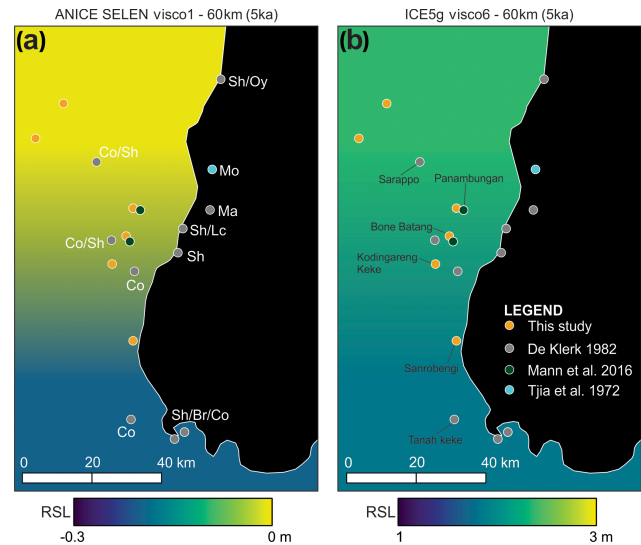 ANICE SELEN visco1 - 60km (5ka)
ICE5g visco6 - 60km (5ka)
(a)
Sh/Oy
Co/Sh
Mo
Ma
Sh/Lc
Co/Sh
Sh
Co
Sh/Br/Co
Co
0 20 40 km
RSL
-0.3 0 m
(b)
Sarappo
Panambungan
Bone Batang
Kodingareng
Keke
LEGEND
This study
De Klerk 1982
Mann et al. 2016
Tjia et al. 1972
Sanrobengi
Tanah keke
0 20 40 km
RSL
1 3 m